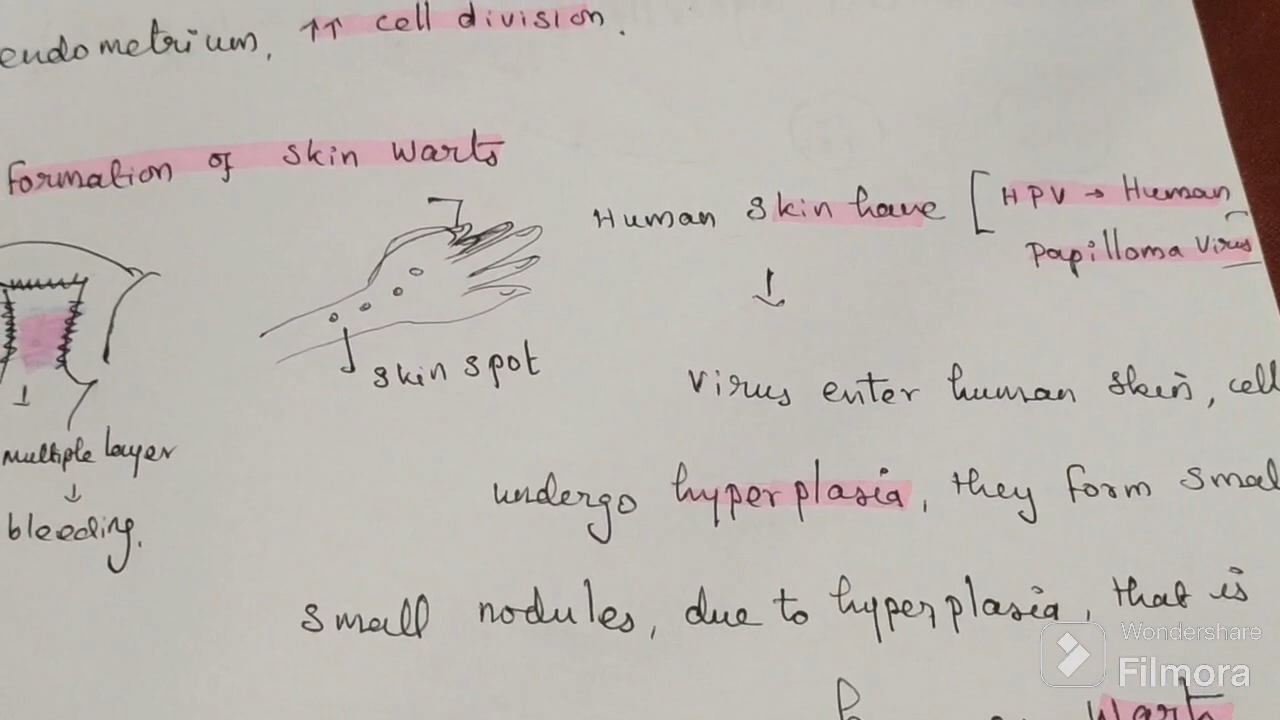 endometrium, ↑↑ cell division.
Formation of skin warts
Human skin have [HPV → Human
Papilloma Virus
↓
skin spot
virus enter human skin, cell
multiple layer
↓
bleeding.
undergo hyperplasia, they form small
small nodules, due to hyperplasia, that is
Wondershare
Filmora
wart